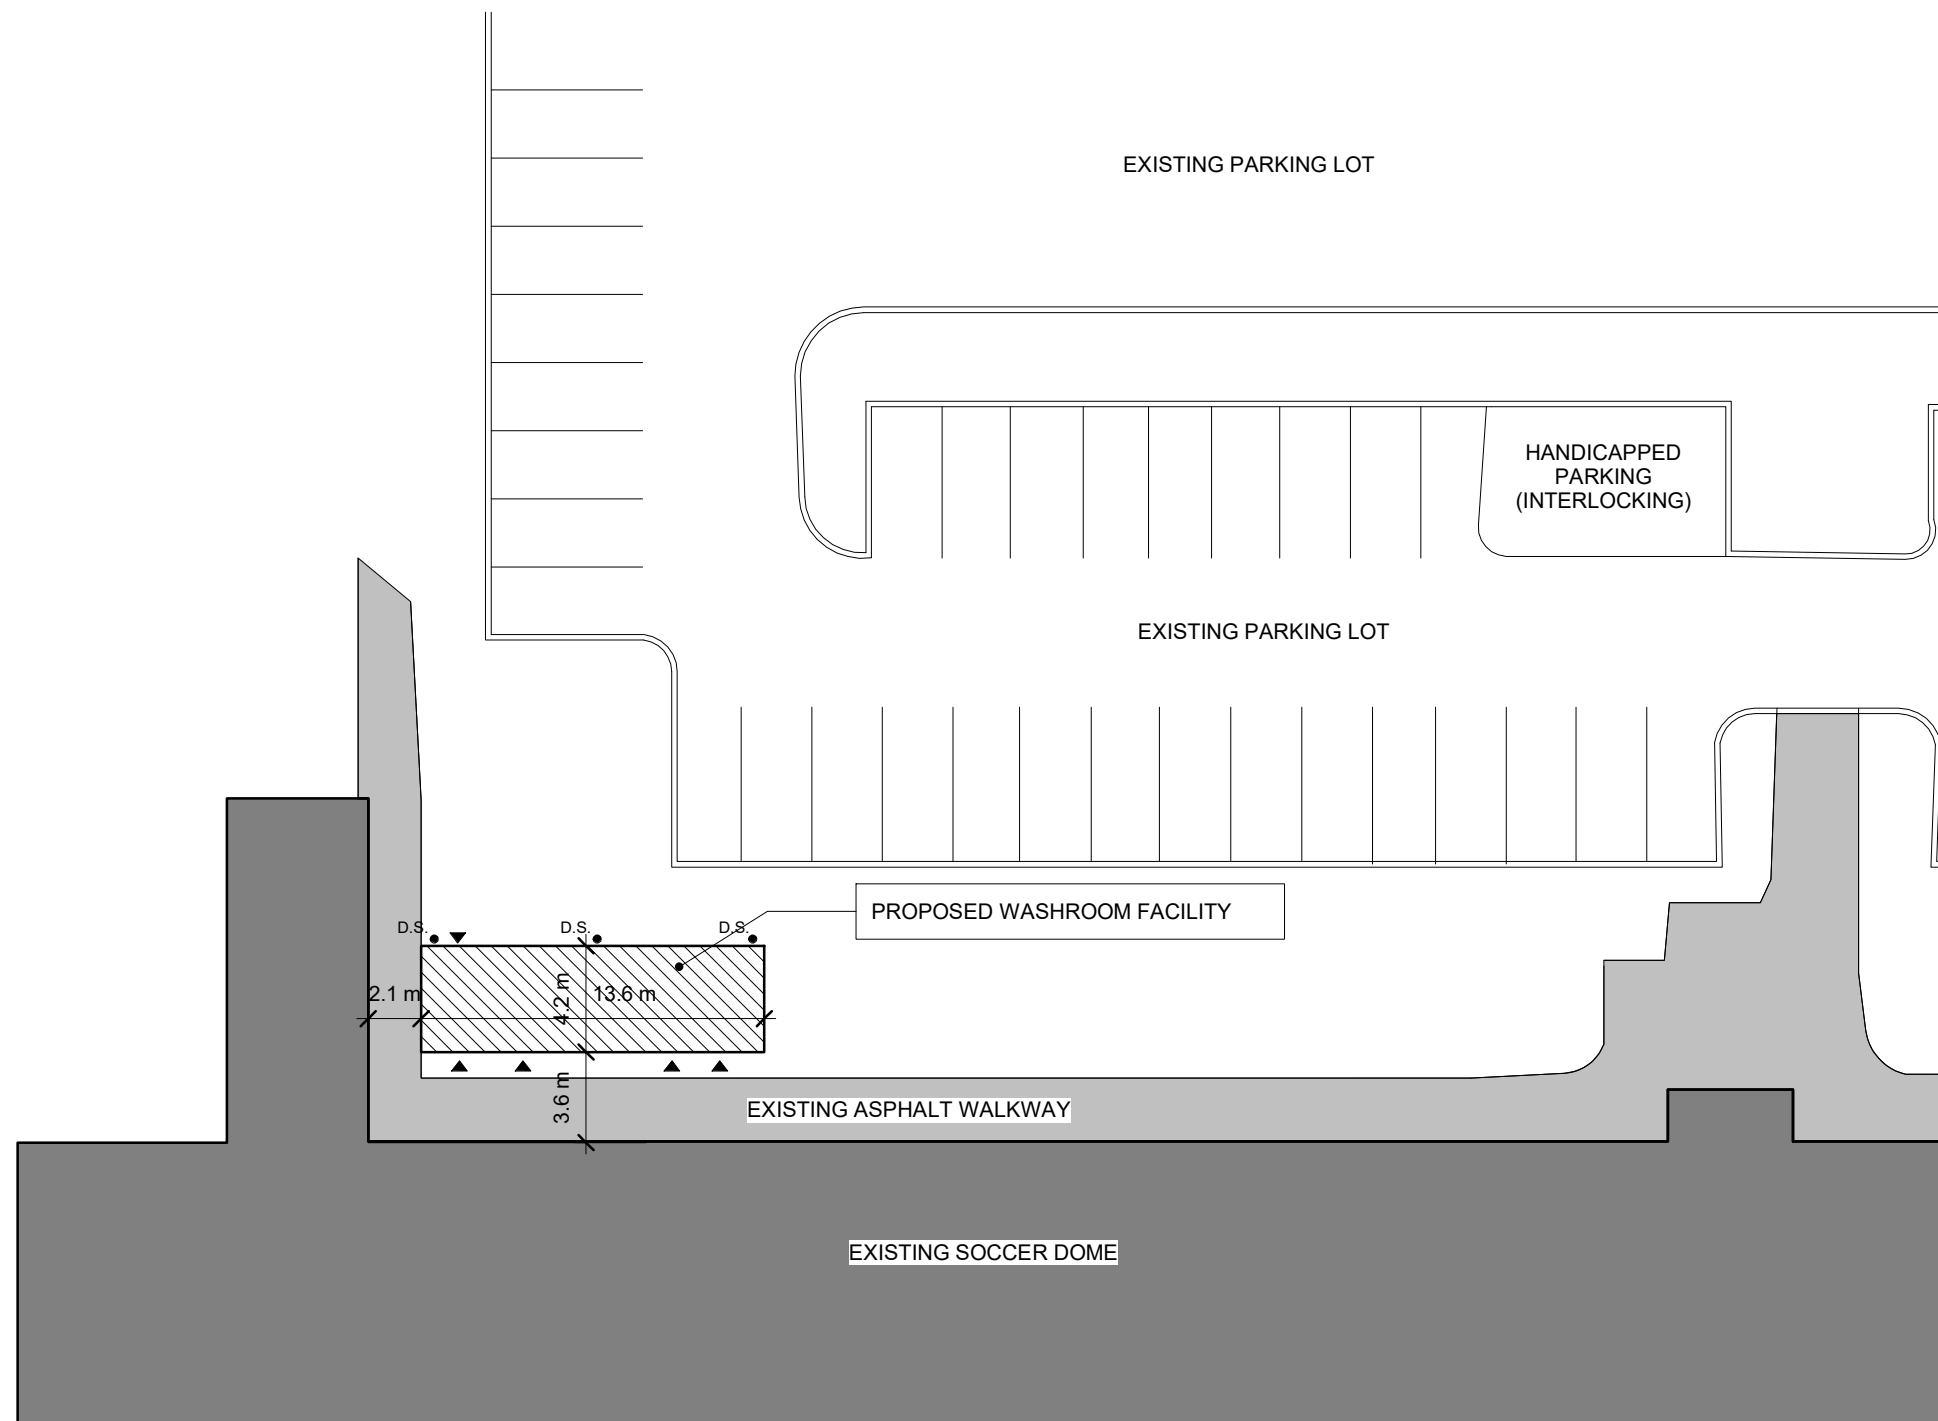 EXISTING PARKING LOT
HANDICAPPED
PARKING
(INTERLOCKING)
EXISTING PARKING LOT
PROPOSED WASHROOM FACILITY
D.S.
D.S.
D.S.
2.1 m
4.2 m
13.6 m
3.6 m
EXISTING ASPHALT WALKWAY
EXISTING SOCCER DOME